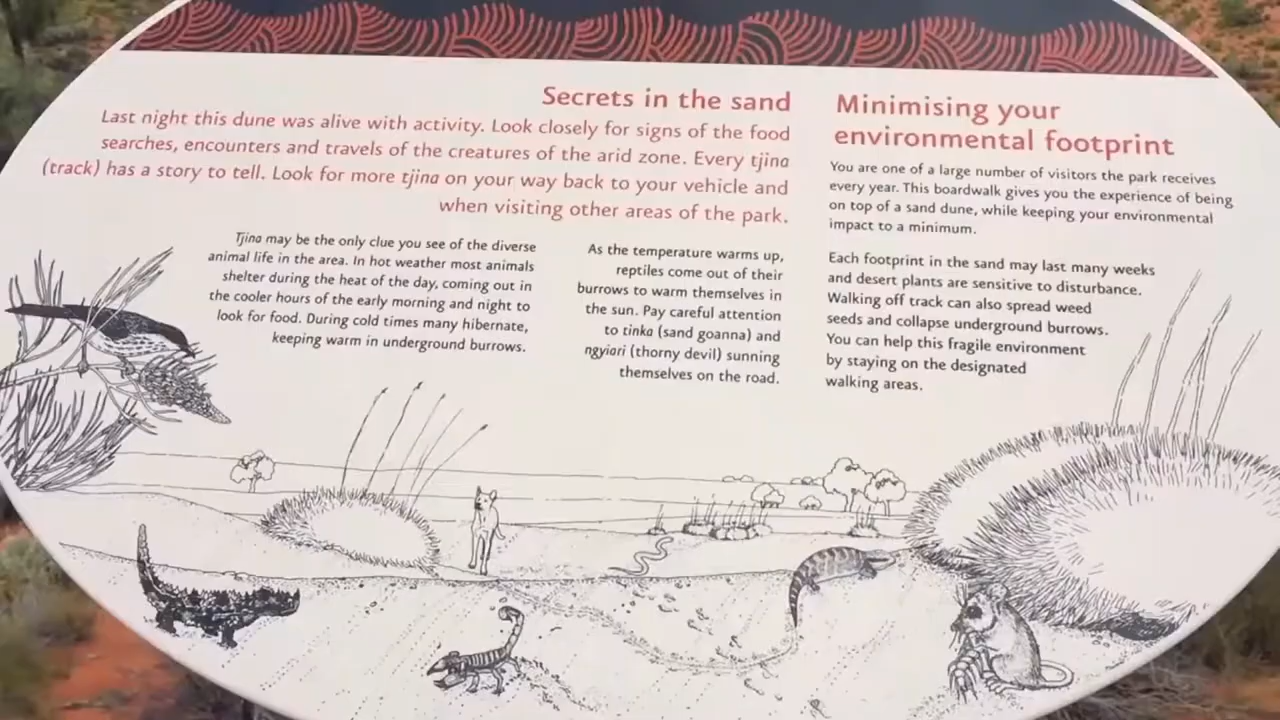 Secrets in the sand
Last night this dune was alive with activity. Look closely for signs of the food
searches, encounters and travels of the creatures of the arid zone. Every tjina
(track) has a story to tell. Look for more tjina on your way back to your vehicle and
when visiting other areas of the park.
Tjina may be the only clue you see of the diverse
animal life in the area. In hot weather most animals
shelter during the heat of the day, coming out in
the cooler hours of the early morning and night to
look for food. During cold times many hibernate,
keeping warm in underground burrows.
As the temperature warms up,
reptiles come out of their
burrows to warm themselves in
the sun. Pay careful attention
to tinka (sand goanna) and
ngyiari (thorny devil) sunning
themselves on the road.
Minimising your
environmental footprint
You are one of a large number of visitors the park receives
every year. This boardwalk gives you the experience of being
on top of a sand dune, while keeping your environmental
impact to a minimum.
Each footprint in the sand may last many weeks
and desert plants are sensitive to disturbance.
Walking off track can also spread weed
seeds and collapse underground burrows.
You can help this fragile environment
by staying on the designated
walking areas.